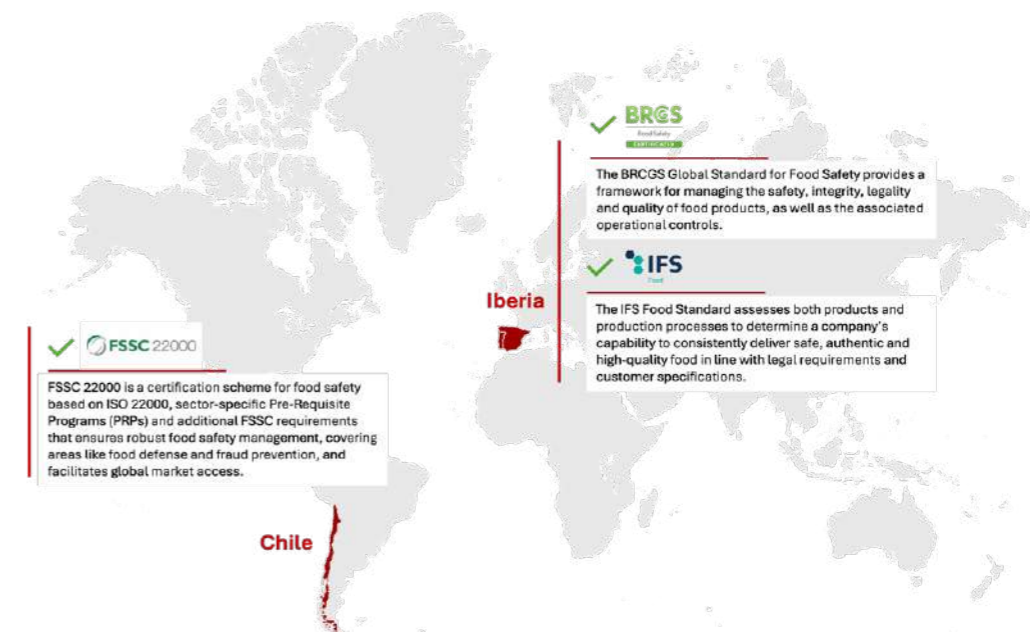 BRCGS
Food Safety
CERTIFICATED
The BRCGS Global Standard for Food Safety provides a
framework for managing the safety, integrity, legality
and quality of food products, as well as the associated
operational controls.
IFS
Food
Iberia
The IFS Food Standard assesses both products and
production processes to determine a company's
capability to consistently deliver safe, authentic and
high-quality food in line with legal requirements and
customer specifications.
FSSC 22000
FSSC 22000 is a certification scheme for food safety
based on ISO 22000, sector-specific Pre-Requisite
Programs (PRPs) and additional FSSC requirements
that ensures robust food safety management, covering
areas like food defense and fraud prevention, and
facilitates global market access.
Chile